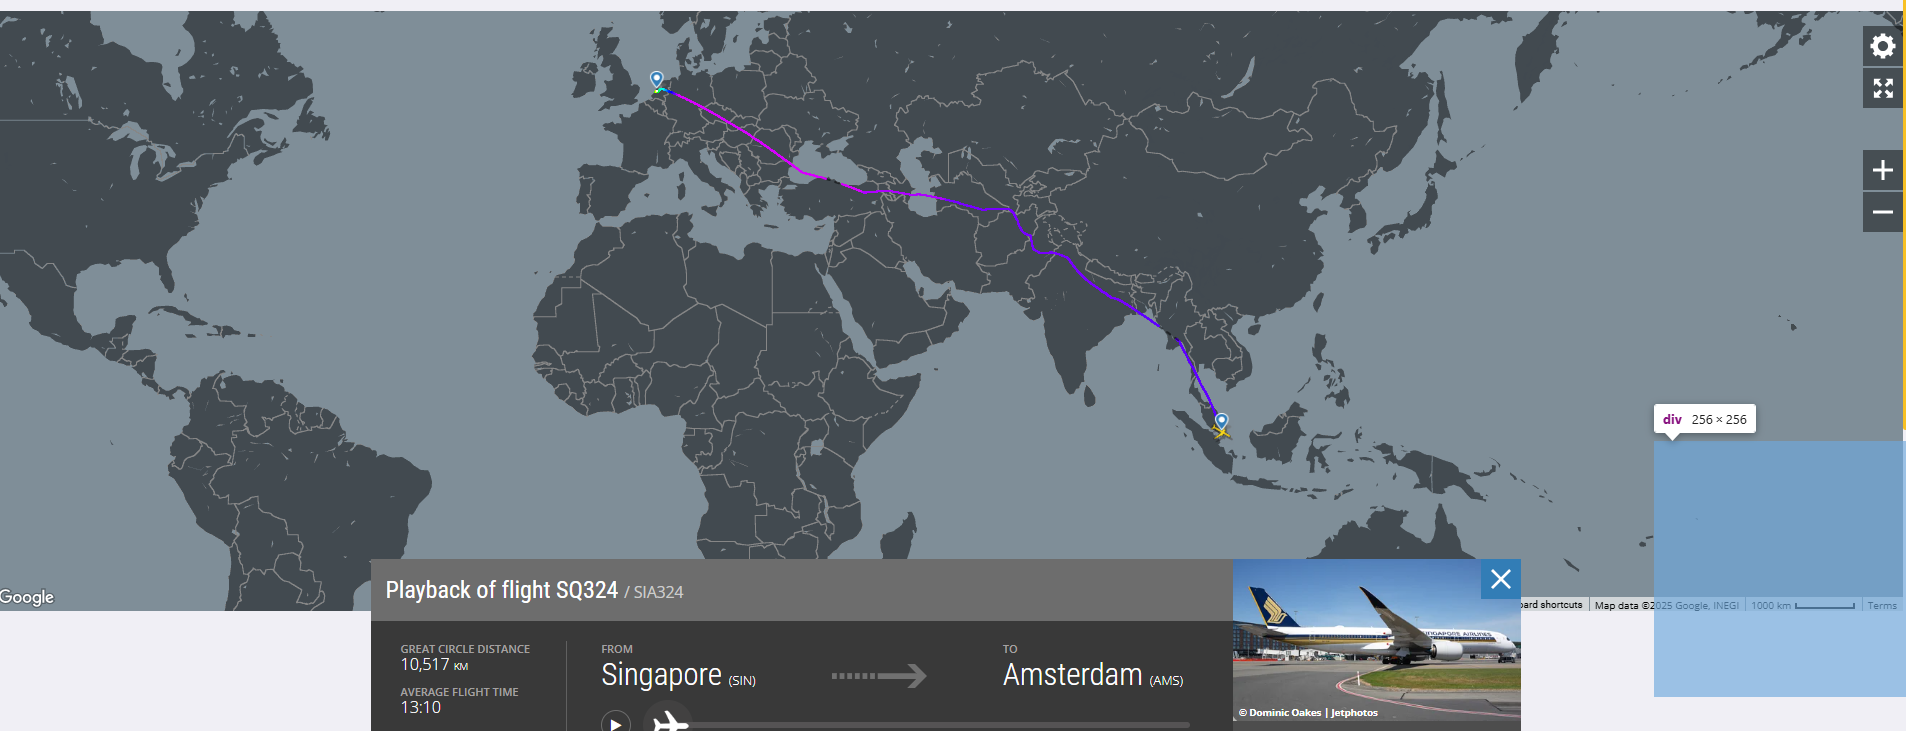 div 256 × 256
Google
ard shortcuts
Map data ©2025 Google, INEGI
1000 km
Terms
Playback of flight SQ324 / SIA324
GREAT CIRCLE DISTANCE
10,517 KM
AVERAGE FLIGHT TIME
13:10
FROM
Singapore (SIN)
TO
Amsterdam (AMS)
SINGAPORE AIRLINES
© Dominic Oakes | Jetphotos